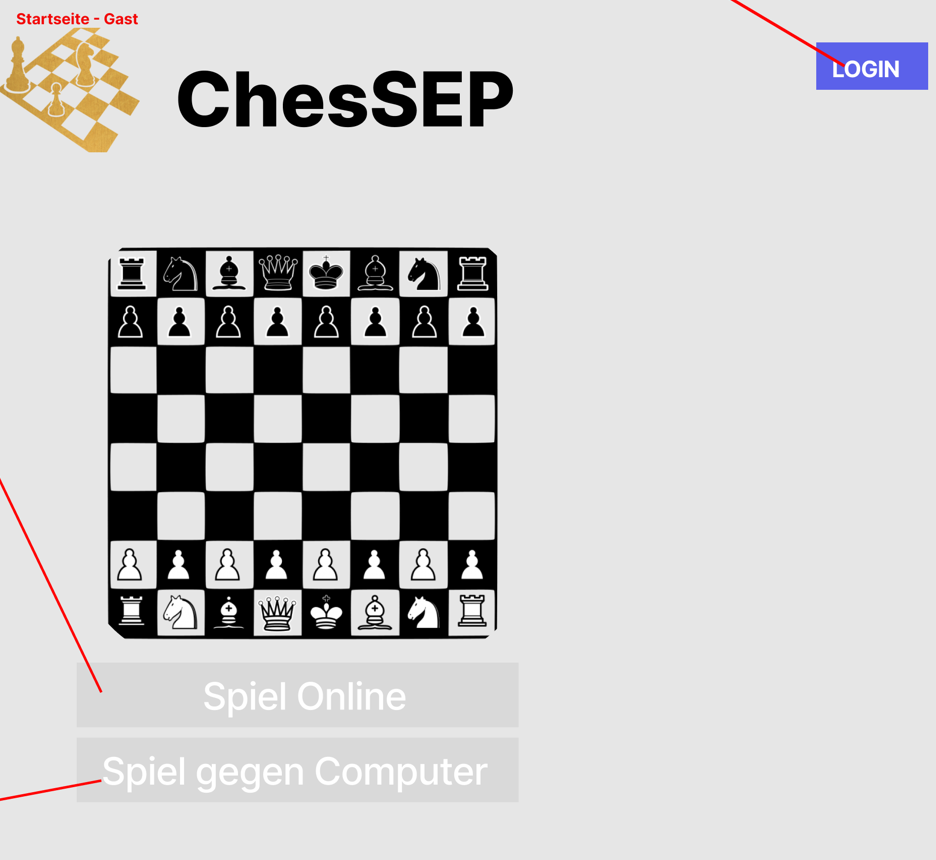 Startseite - Gast
ChesSEP
LOGIN
Spiel Online
Spiel gegen Computer